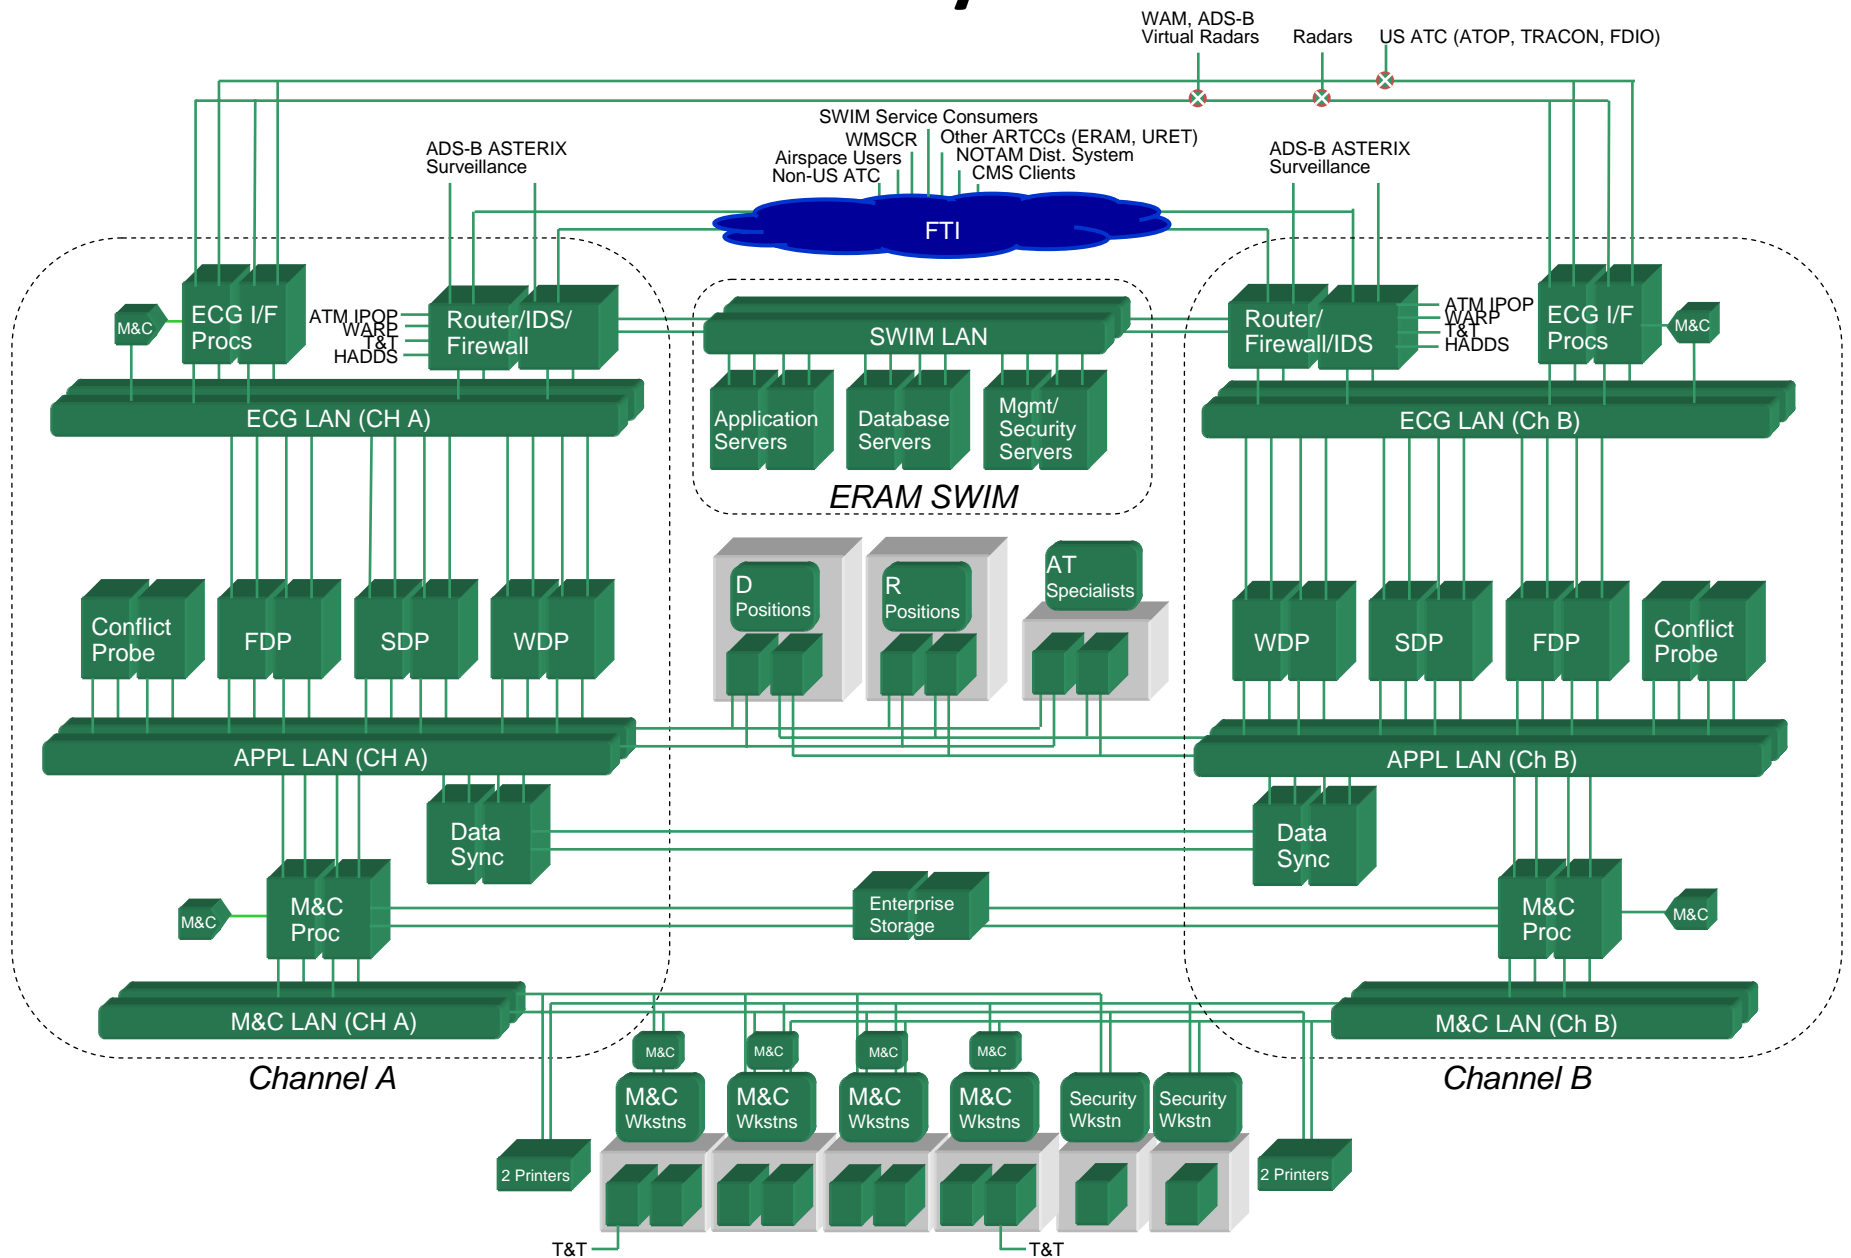 WAM, ADS-B
Virtual Radars
Radars
US ATC (ATOP, TRACON, FDIO)
SWIM Service Consumers
WMSCR
Other ARTCCs (ERAM, URET)
Airspace Users
NOTAM Dist. System
Non-US ATC
CMS Clients
ADS-B ASTERIX
Surveillance
ADS-B ASTERIX
Surveillance
FTI
M&C
ECG I/F
Procs
ATM IPOP
WARP
T&T
HADDS
Router/IDS/
Firewall
SWIM LAN
Router/
Firewall/IDS
ATM IPOP
WARP
T&T
HADDS
ECG I/F
Procs
M&C
ECG LAN (CH A)
Application
Servers
Database
Servers
Mgmt/
Security
Servers
ERAM SWIM
ECG LAN (Ch B)
Conflict
Probe
FDP
SDP
WDP
D
Positions
R
Positions
AT
Specialists
WDP
SDP
FDP
Conflict
Probe
APPL LAN (CH A)
APPL LAN (Ch B)
Data
Sync
Data
Sync
M&C
M&C
Proc
Enterprise
Storage
M&C
Proc
M&C
M&C LAN (CH A)
M&C LAN (Ch B)
Channel A
Channel B
M&C
M&C
M&C
M&C
M&C
Wkstns
M&C
Wkstns
M&C
Wkstns
M&C
Wkstns
Security
Wkstn
Security
Wkstn
2 Printers
2 Printers
T&T
T&T